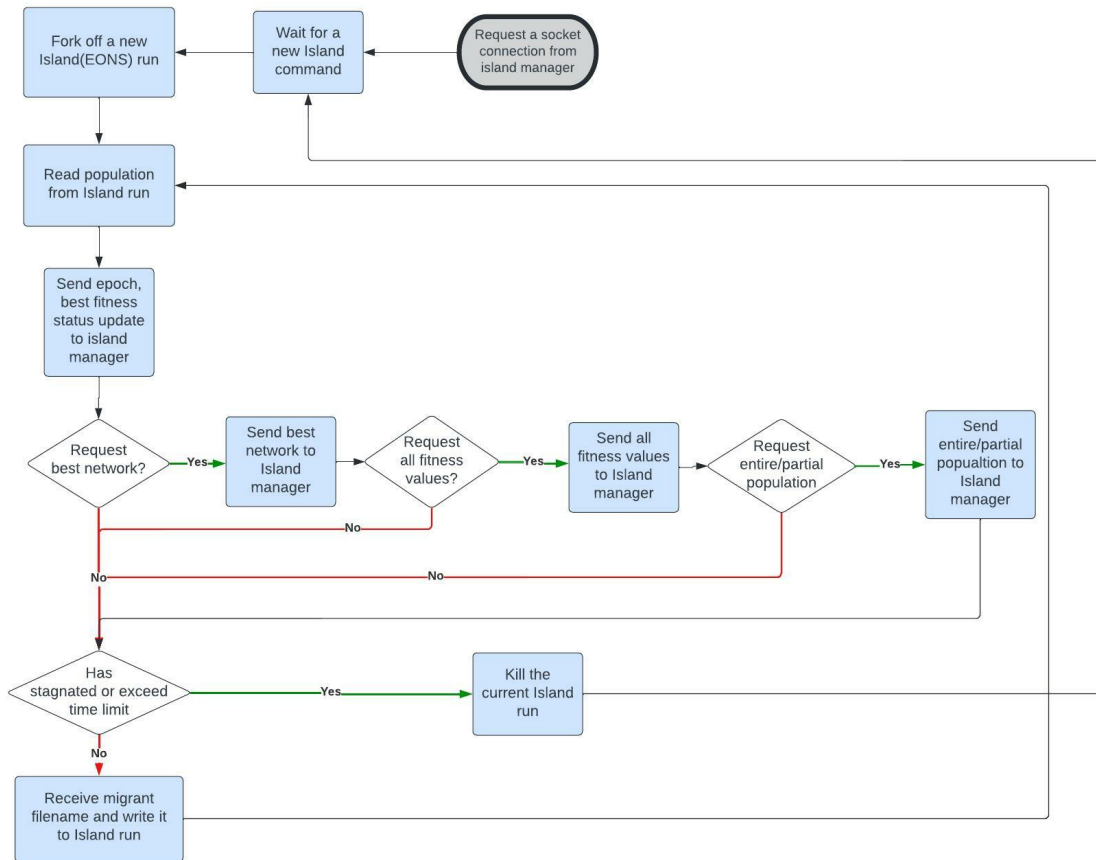 Fork off a new
Island(EONS) run
Wait for a
new Island
command
Request a socket
connection from
island manager
Read population
from Island run
Send epoch,
best fitness
status update
to island
manager
Request
best network?
Yes
Send best
network to
Island
manager
Request
all fitness
values?
Yes
Send all
fitness values
to Island
manager
Request
entire/partial
population
Yes
Send
entire/partial
popualtion to
Island
manager
No
No
No
Has
stagnated or exceed
time limit
Yes
Kill the
current Island
run
No
Receive migrant
filename and write it
to Island run